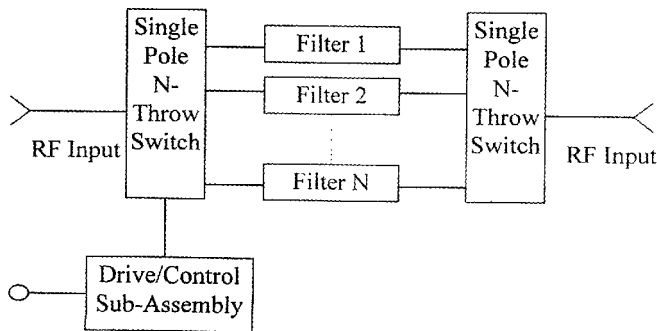 Single
Pole
N-
Throw
Switch
RF Input
Filter 1
Filter 2
Filter N
Single
Pole
N-
Throw
Switch
RF Input
Drive/Control
Sub-Assembly